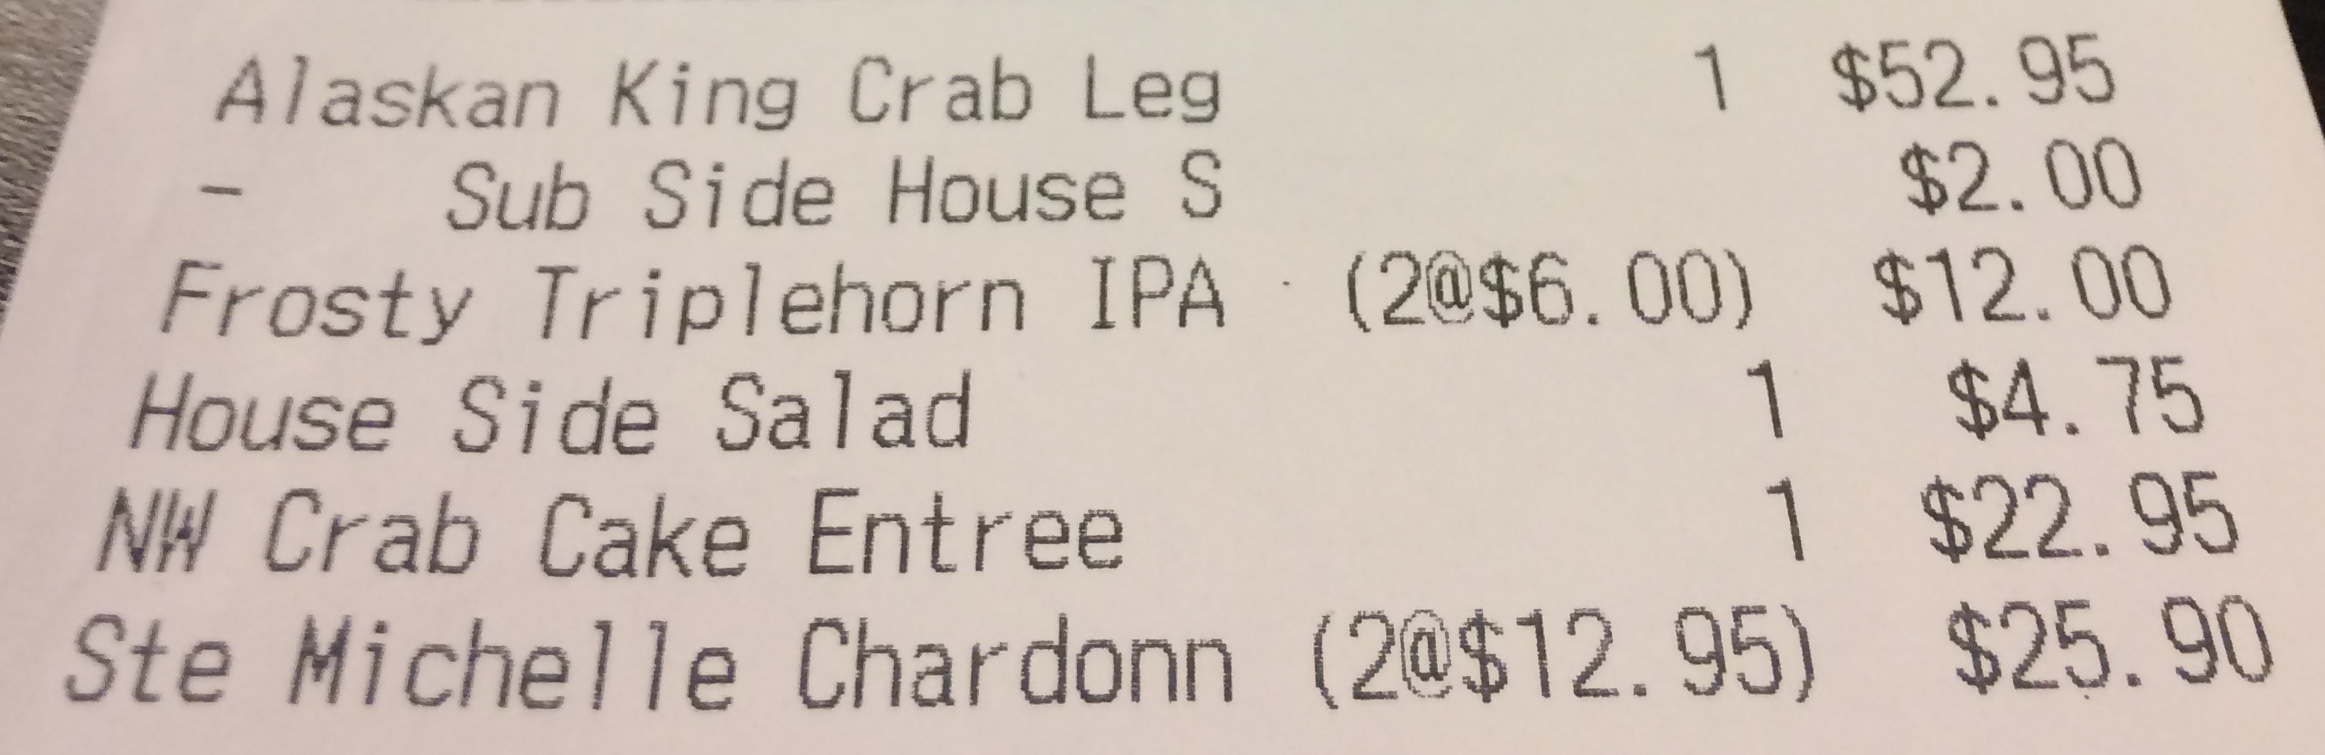 Alaskan King Crab Leg 1 $52.95
- Sub Side House S $2.00
Frosty Triplehorn IPA (2@$6.00) $12.00
House Side Salad 1 $4.75
NW Crab Cake Entree 1 $22.95
Ste Michelle Chardonn (2@$12.95) $25.90